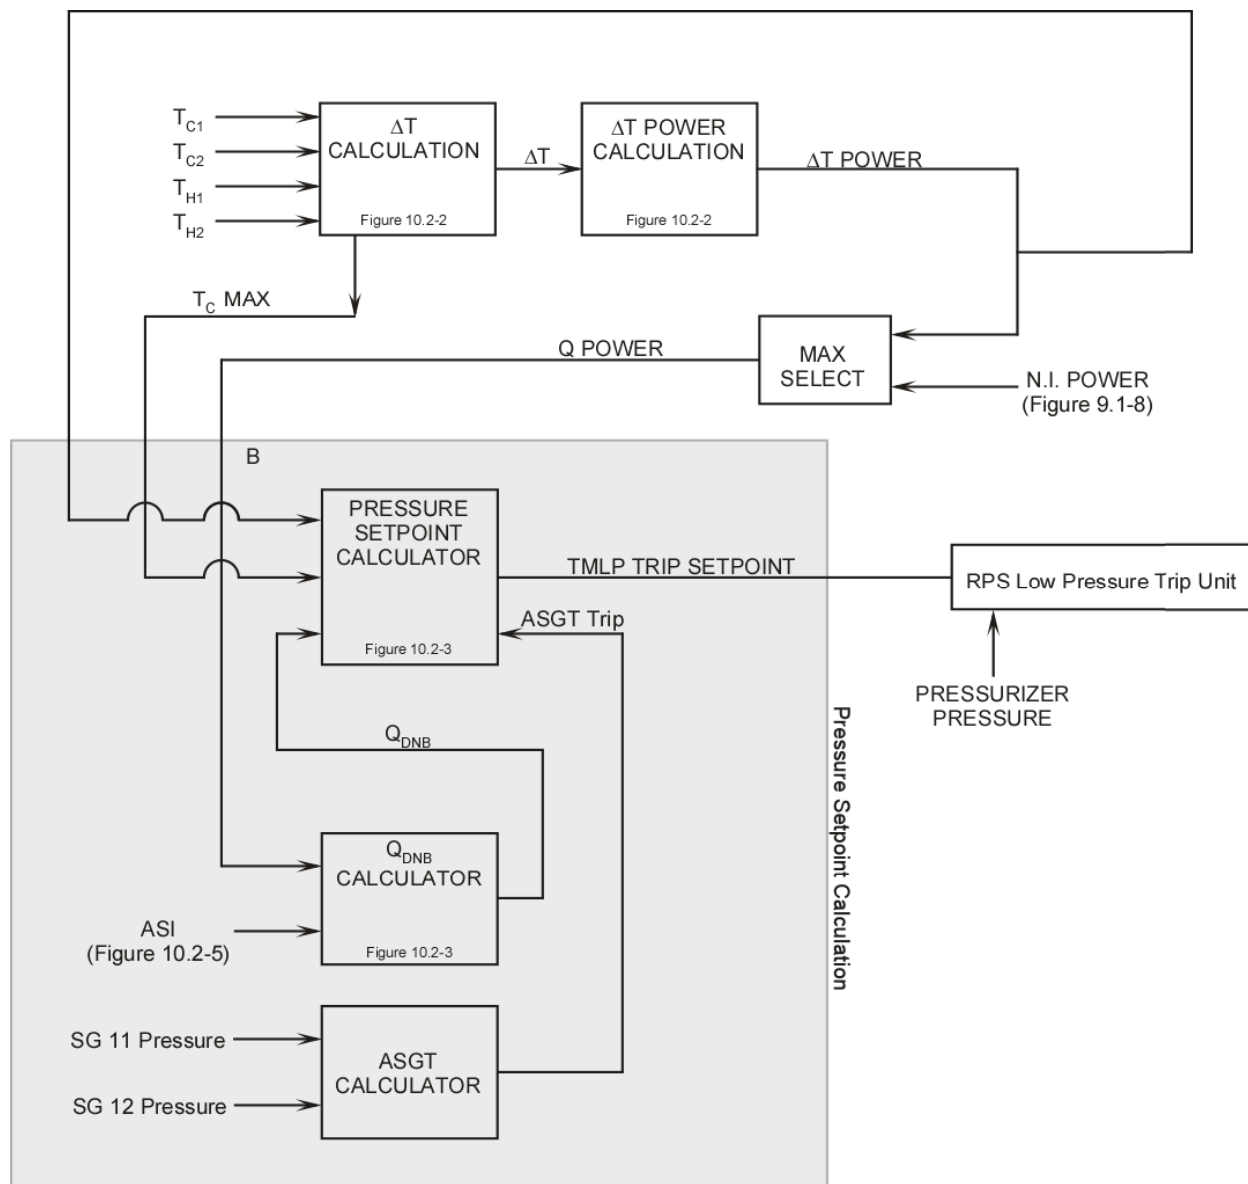 T_C1
T_C2
T_H1
T_H2
ΔT
CALCULATION
Figure 10.2-2
ΔT
ΔT POWER
CALCULATION
Figure 10.2-2
ΔT POWER
T_C MAX
Q POWER
MAX
SELECT
N.I. POWER
(Figure 9.1-8)
B
PRESSURE
SETPOINT
CALCULATOR
Figure 10.2-3
TMLP TRIP SETPOINT
ASGT Trip
RPS Low Pressure Trip Unit
PRESSURIZER
PRESSURE
Q_DNB
Q_DNB
CALCULATOR
Figure 10.2-3
ASI
(Figure 10.2-5)
SG 11 Pressure
SG 12 Pressure
ASGT
CALCULATOR
Pressure Setpoint Calculation